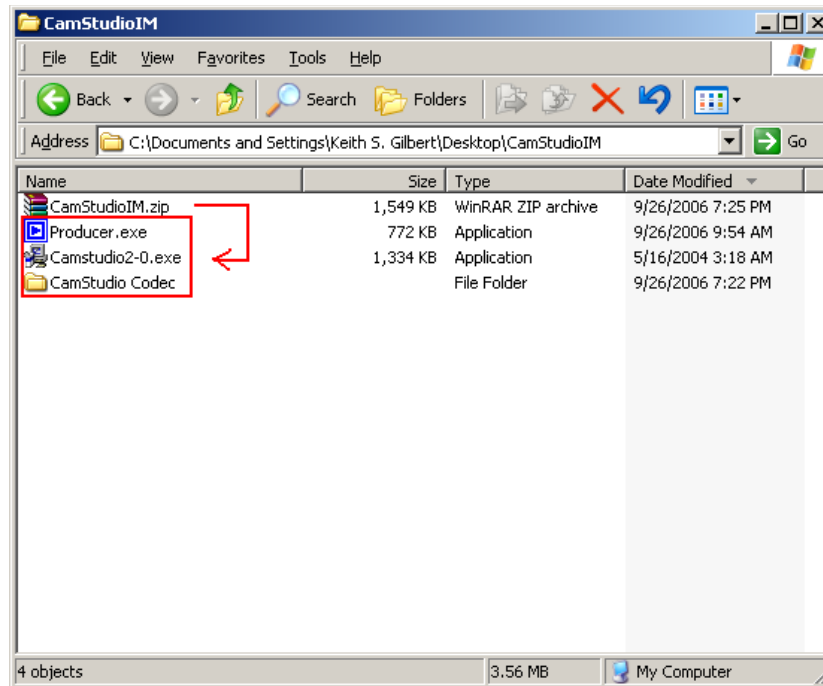 CamStudioIM
File Edit View Favorites Tools Help
Back Search Folders
Address C:\Documents and Settings\Keith S. Gilbert\Desktop\CamStudioIM Go
Name Size Type Date Modified
CamStudioIM.zip 1,549 KB WinRAR ZIP archive 9/26/2006 7:25 PM
Producer.exe 772 KB Application 9/26/2006 9:54 AM
Camstudio2-0.exe 1,334 KB Application 5/16/2004 3:18 AM
CamStudio Codec File Folder 9/26/2006 7:22 PM
4 objects 3.56 MB My Computer